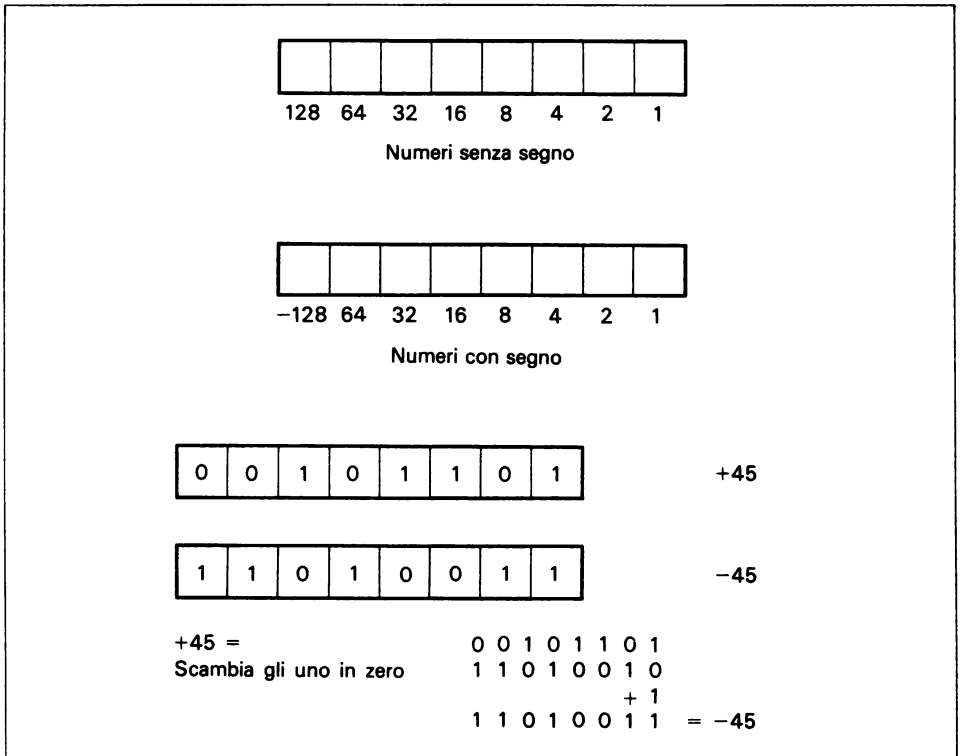 128 64 32 16 8 4 2 1
Numeri senza segno
−128 64 32 16 8 4 2 1
Numeri con segno
0 0 1 0 1 1 0 1 +45
1 1 0 1 0 0 1 1 −45
+45 = 0 0 1 0 1 1 0 1
Scambia gli uno in zero 1 1 0 1 0 0 1 0
+ 1
1 1 0 1 0 0 1 1 = −45